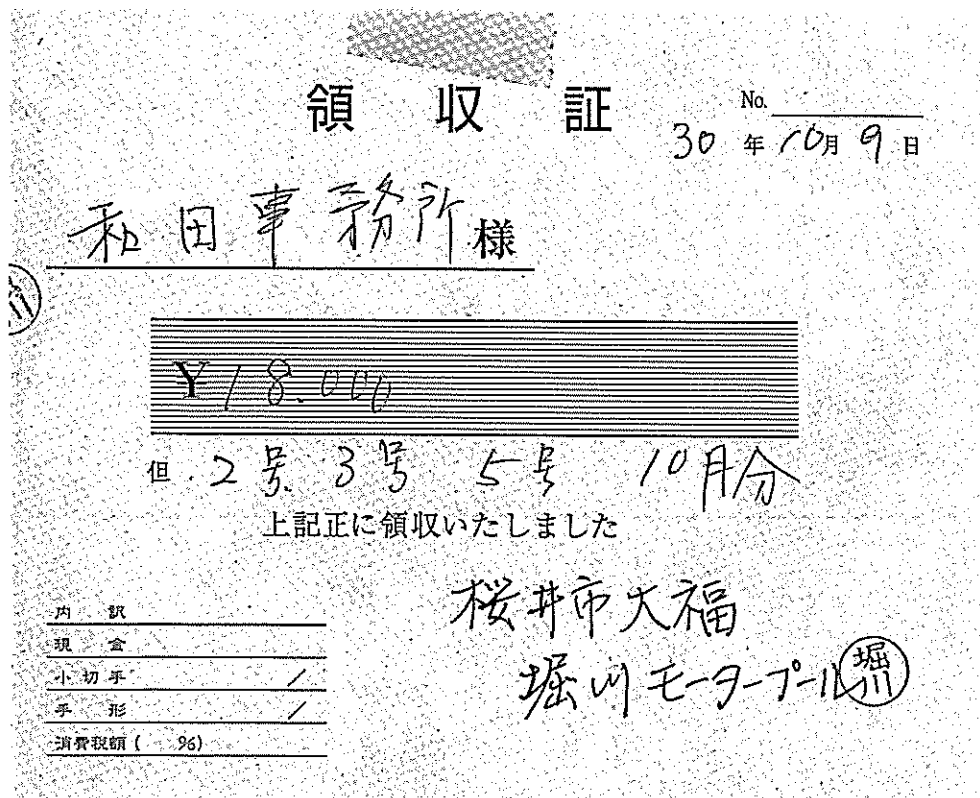 領収証
No.
30年10月9日
和田事務所様
¥18.000
但 2号 3号 5号 10月分
上記正に領収いたしました
桜井市大福
堀川モータープール 堀川
内訳
現金
小切手 /
手形 /
消費税額( %)